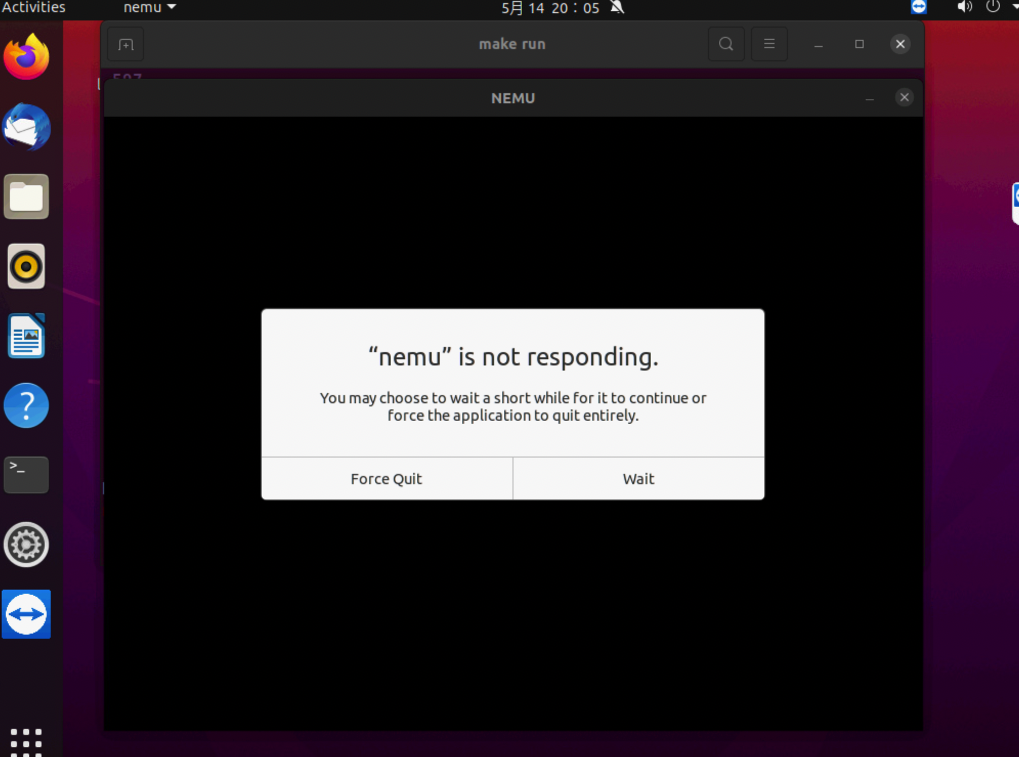 Activities nemu 5月 14 20：05
make run
NEMU
“nemu” is not responding.
You may choose to wait a short while for it to continue or
force the application to quit entirely.
Force Quit Wait